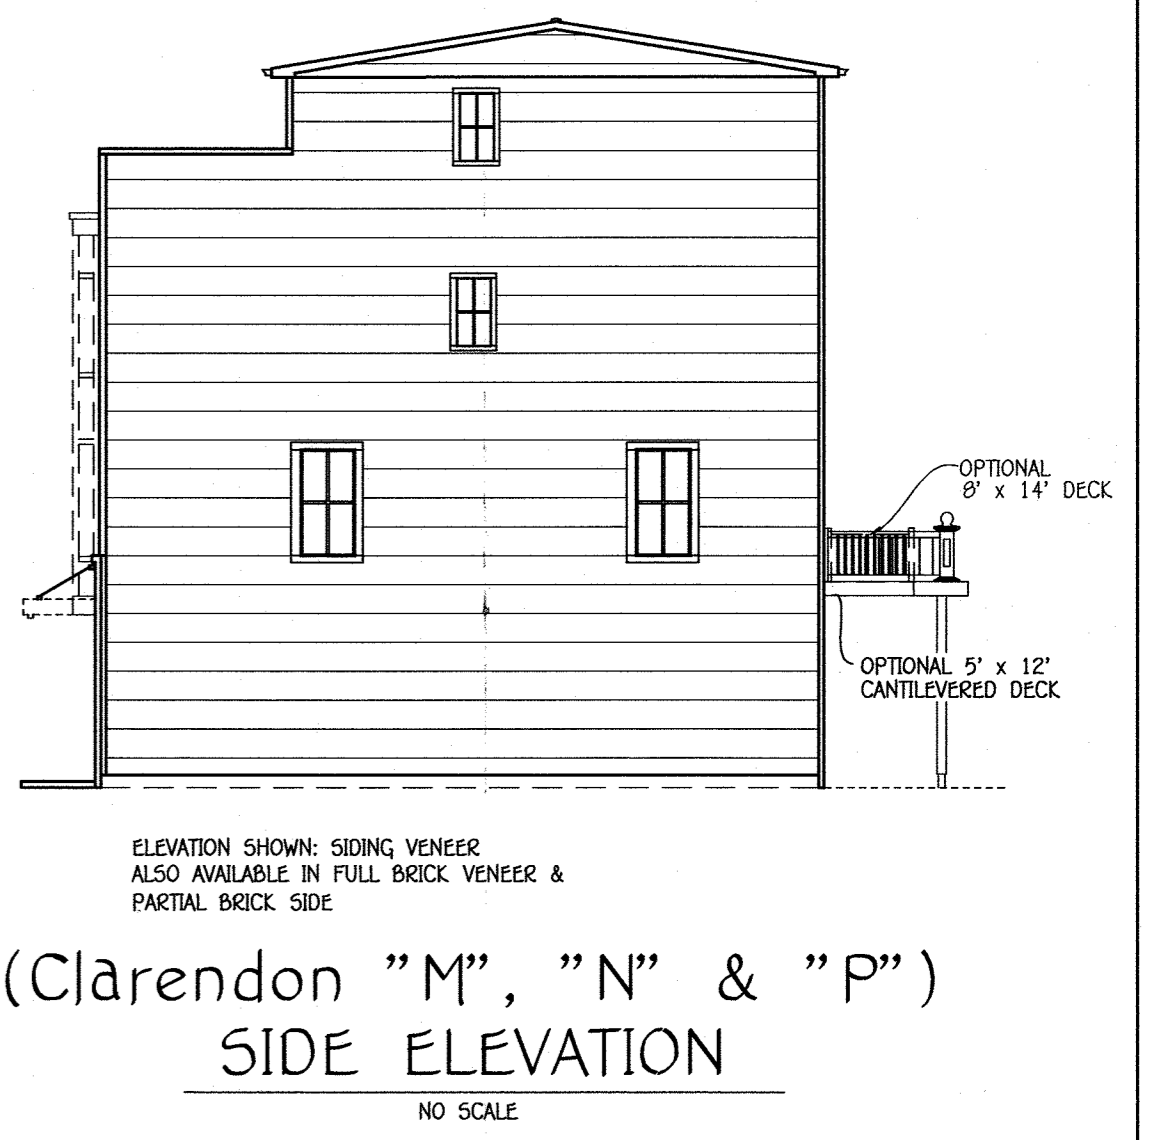 OPTIONAL
8' x 14' DECK
OPTIONAL 5' x 12'
CANTILEVERED DECK
ELEVATION SHOWN: SIDING VENEER
ALSO AVAILABLE IN FULL BRICK VENEER &
PARTIAL BRICK SIDE
(Clarendon "M", "N" & "P")
SIDE ELEVATION
NO SCALE